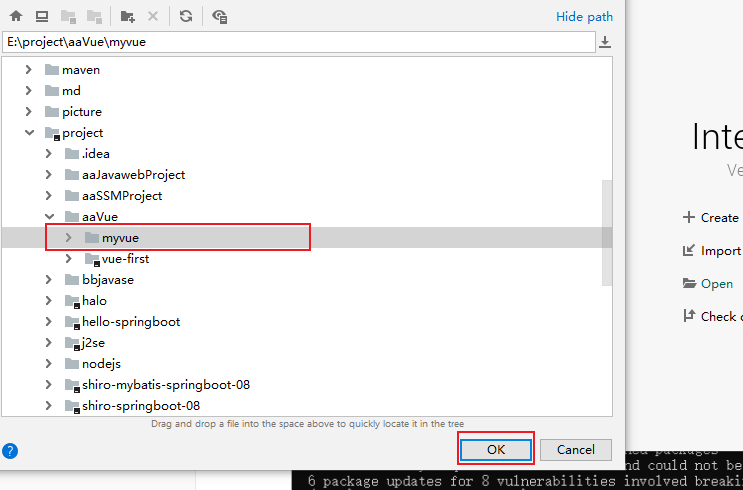 Hide path
E:\project\aaVue\myvue
maven
md
picture
project
.idea
aaJavawebProject
aaSSMProject
aaVue
myvue
vue-first
bbjavase
halo
hello-springboot
j2se
nodejs
shiro-mybatis-springboot-08
shiro-springboot-08
Drag and drop a file into the space above to quickly locate it in the tree
?
OK
Cancel
Inte
Ve
Create
Import
Open
Check
packages
nd could not be
6 package updates for 8 vulnerabilities involved breaki